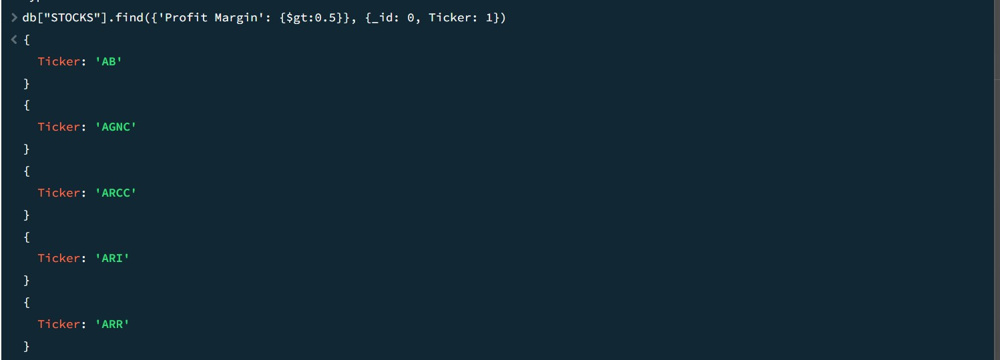 > db["STOCKS"].find({'Profit Margin': {$gt:0.5}}, {_id: 0, Ticker: 1})
< {
Ticker: 'AB'
}
{
Ticker: 'AGNC'
}
{
Ticker: 'ARCC'
}
{
Ticker: 'ARI'
}
{
Ticker: 'ARR'
}